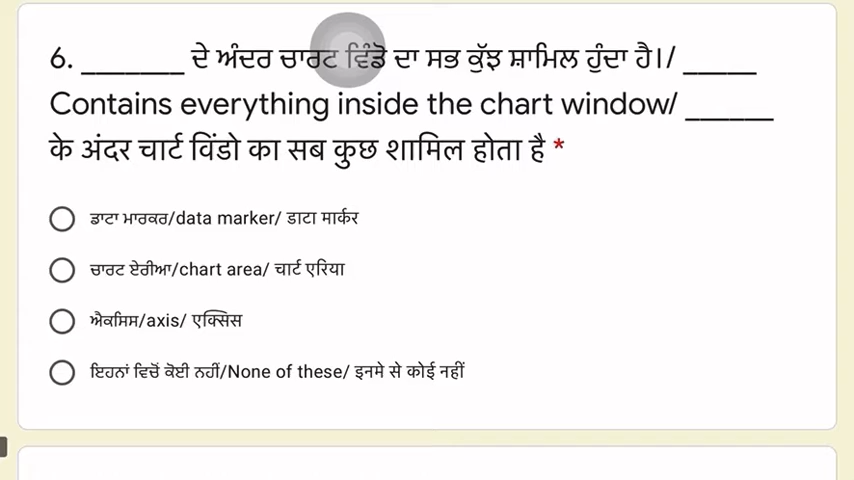 6. _______ ਦੇ ਅੰਦਰ ਚਾਰਟ ਵਿੰਡੋ ਦਾ ਸਭ ਕੁੱਝ ਸ਼ਾਮਿਲ ਹੁੰਦਾ ਹੈ।/ _____
Contains everything inside the chart window/ ______
के अंदर चार्ट विंडो का सब कुछ शामिल होता है *
ਡਾਟਾ ਮਾਰਕਰ/data marker/ डाटा मार्कर
ਚਾਰਟ ਏਰੀਆ/chart area/ चार्ट एरिया
ਐਕਸਿਸ/axis/ एक्सिस
ਇਹਨਾਂ ਵਿਚੋਂ ਕੋਈ ਨਹੀਂ/None of these/ इनमे से कोई नहीं